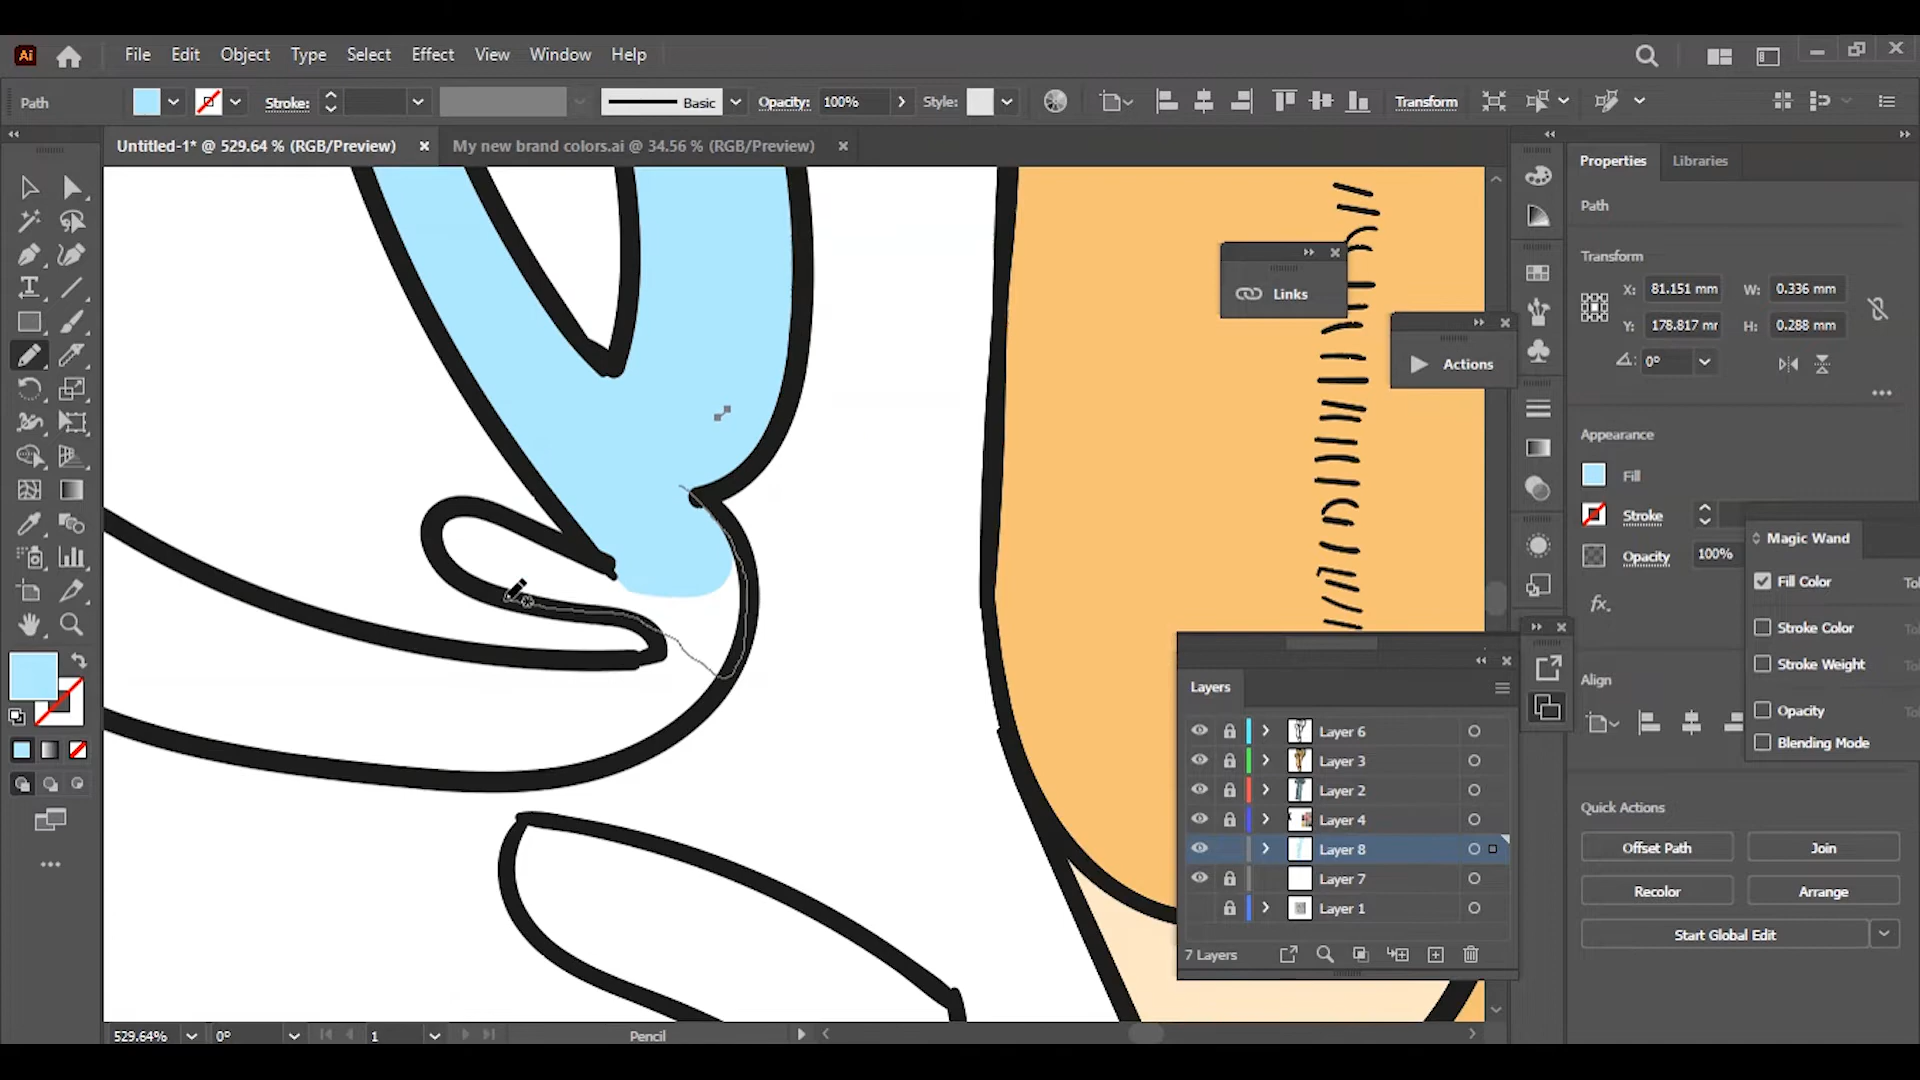 Ai File Edit Object Type Select Effect View Window Help
Path Stroke: Basic Opacity: 100% Style: Transform
Untitled-1* @ 529.64 % (RGB/Preview) My new brand colors.ai @ 34.56 % (RGB/Preview)
Properties Libraries
Path
Transform
X: 81.151 mm W: 0.336 mm
Y: 178.817 mr H: 0.288 mm
0°
Links
Actions
Appearance
Fill
Stroke
Opacity 100%
fx.
Magic Wand
Fill Color To
Stroke Color To
Stroke Weight To
Opacity To
Blending Mode
Align
Layers
Layer 6
Layer 3
Layer 2
Layer 4
Layer 8
Layer 7
Layer 1
7 Layers
Quick Actions
Offset Path Join
Recolor Arrange
Start Global Edit
529.64% 0° 1 Pencil